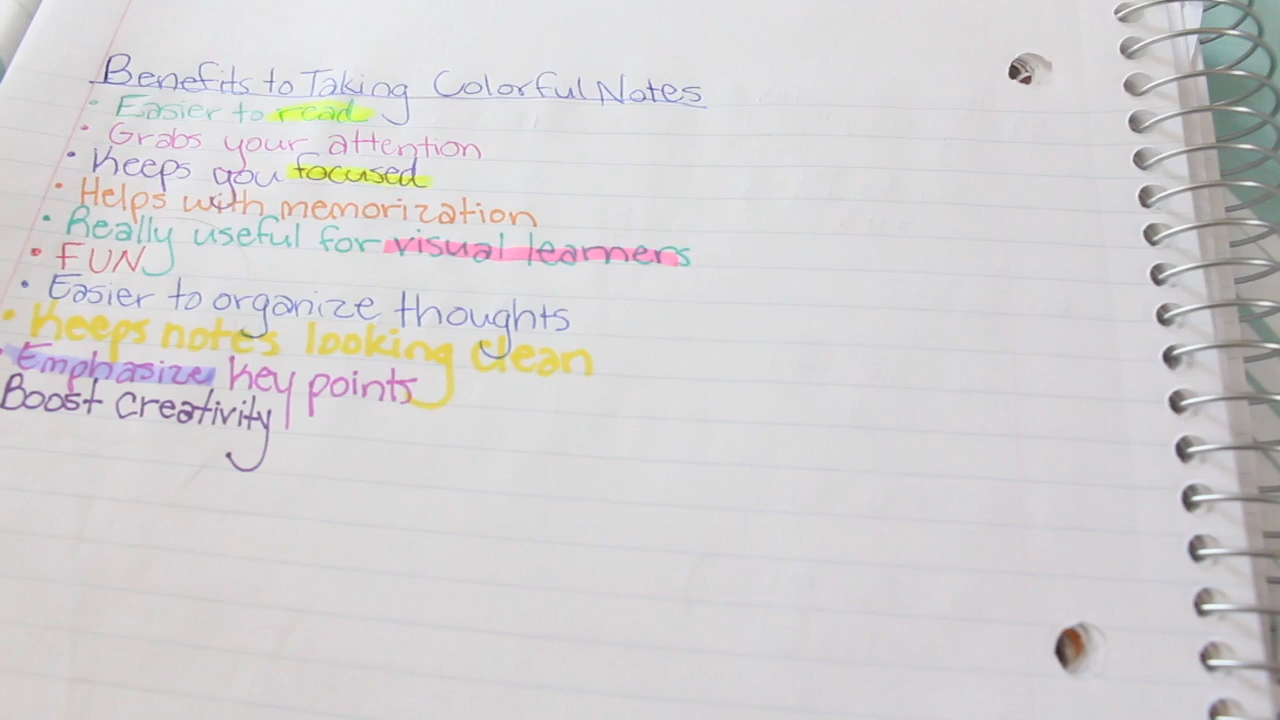 Benefits to Taking Colorful Notes
• Easier to read
• Grabs your attention
• Keeps you focused
• Helps with memorization
• Really useful for visual learners
• FUN
• Easier to organize thoughts
• Keeps notes looking clean
• Emphasize key points
Boost Creativity